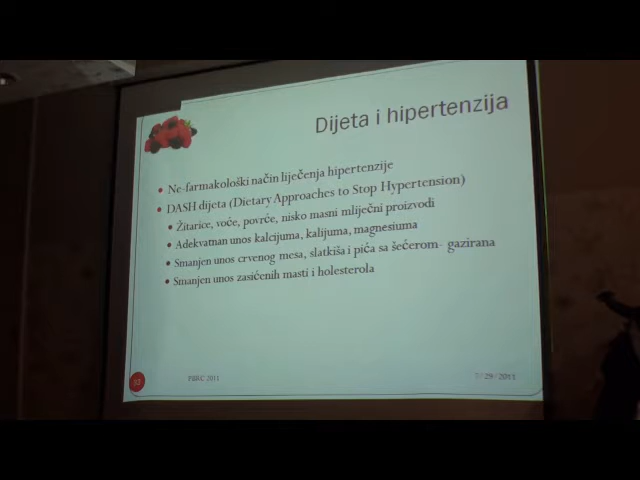 Dijeta i hipertenzija
Ne-farmakološki način liječenja hipertenzije
DASH dijeta (Dietary Approaches to Stop Hypertension)
Žitarice, voće, povrće, nisko masni mliječni proizvodi
Adekvatan unos kalcijuma, kalijuma, magnesiuma
Smanjen unos crvenog mesa, slatkiša i pića sa šećerom- gazirana
Smanjen unos zasićenih masti i holesterola
2011
/29/2011